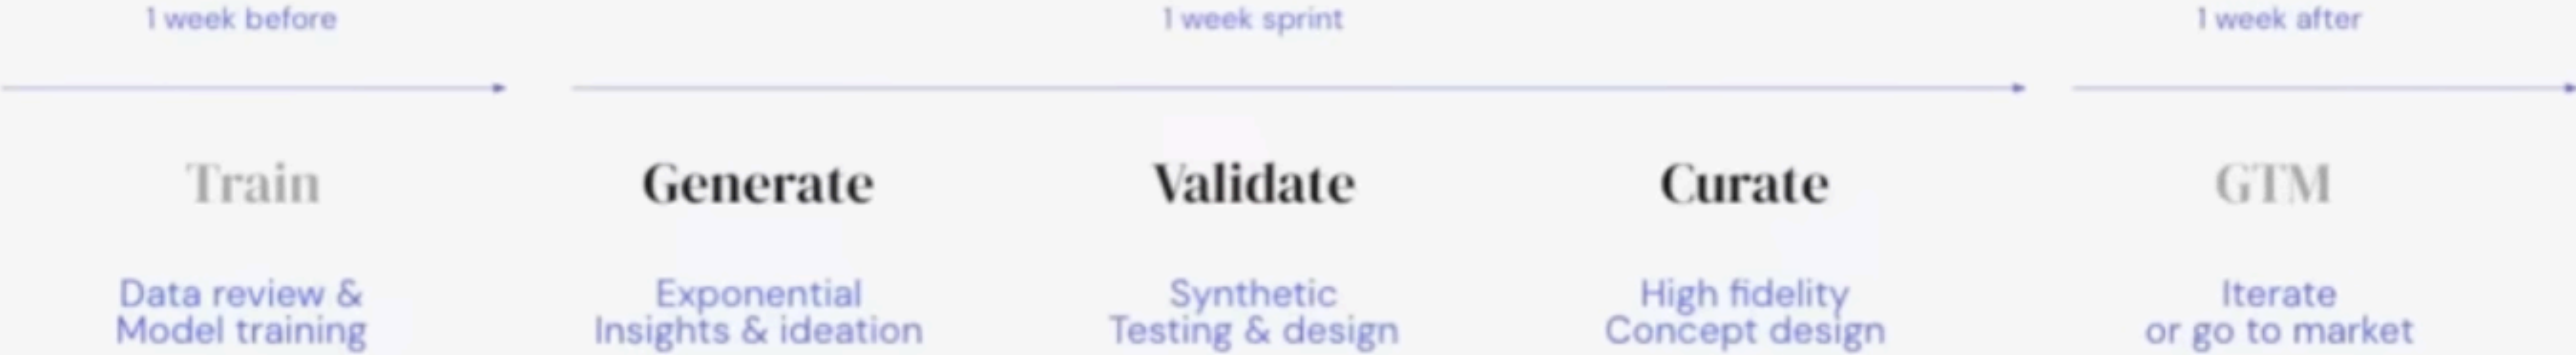 1 week before
1 week sprint
1 week after
Train
Generate
Validate
Curate
GTM
Data review &
Model training
Exponential
Insights & ideation
Synthetic
Testing & design
High fidelity
Concept design
Iterate
or go to market